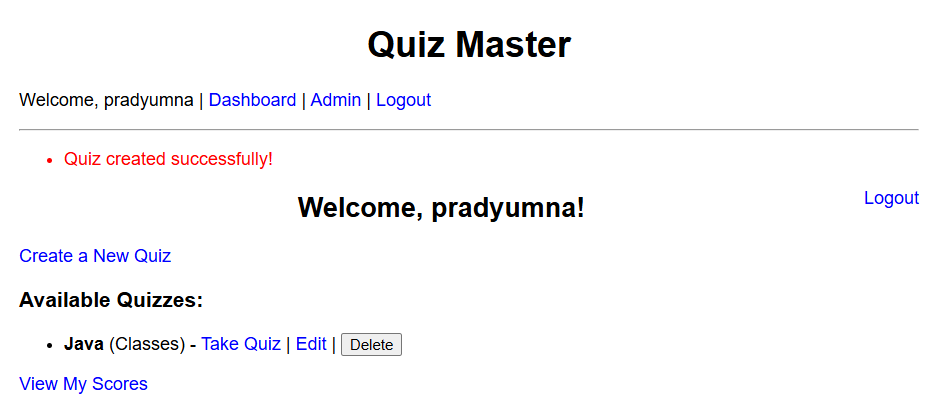 Quiz Master
Welcome, pradyumna | Dashboard | Admin | Logout
Quiz created successfully!
Logout
Welcome, pradyumna!
Create a New Quiz
Available Quizzes:
Java (Classes) - Take Quiz | Edit | Delete
View My Scores